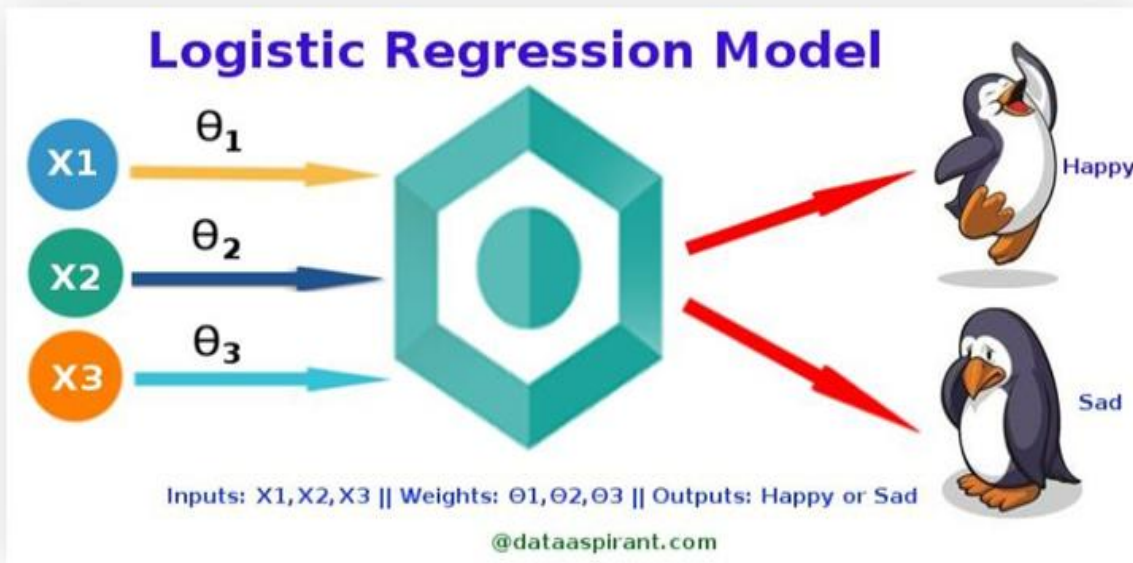 Logistic Regression Model
X1
θ1
X2
θ2
X3
θ3
Happy
Sad
Inputs: X1,X2,X3 || Weights: Θ1,Θ2,Θ3 || Outputs: Happy or Sad
@dataaspirant.com